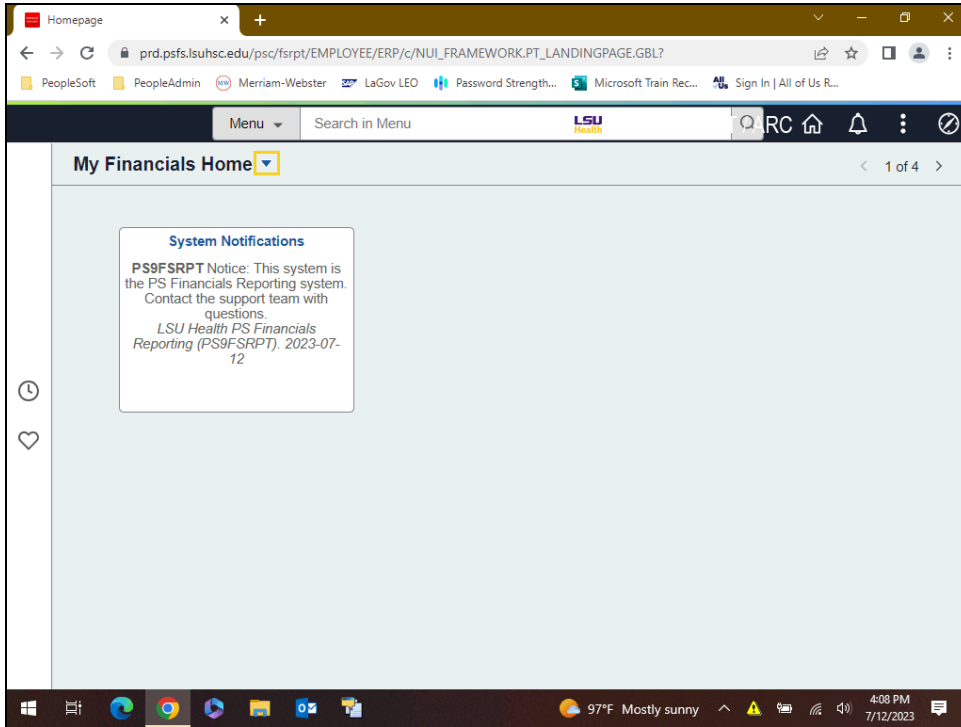 Homepage
prd.psfs.lsuhsc.edu/psc/fsrpt/EMPLOYEE/ERP/c/NUI_FRAMEWORK.PT_LANDINGPAGE.GBL?
PeopleSoft PeopleAdmin MW Merriam-Webster LaGov LEO Password Strength... Microsoft Train Rec... Sign In | All of Us R...
Menu Search in Menu LSU Health ARC
My Financials Home 1 of 4
System Notifications
PS9FSRPT Notice: This system is
the PS Financials Reporting system.
Contact the support team with
questions.
LSU Health PS Financials
Reporting (PS9FSRPT). 2023-07-
12
97°F Mostly sunny 4:08 PM
7/12/2023